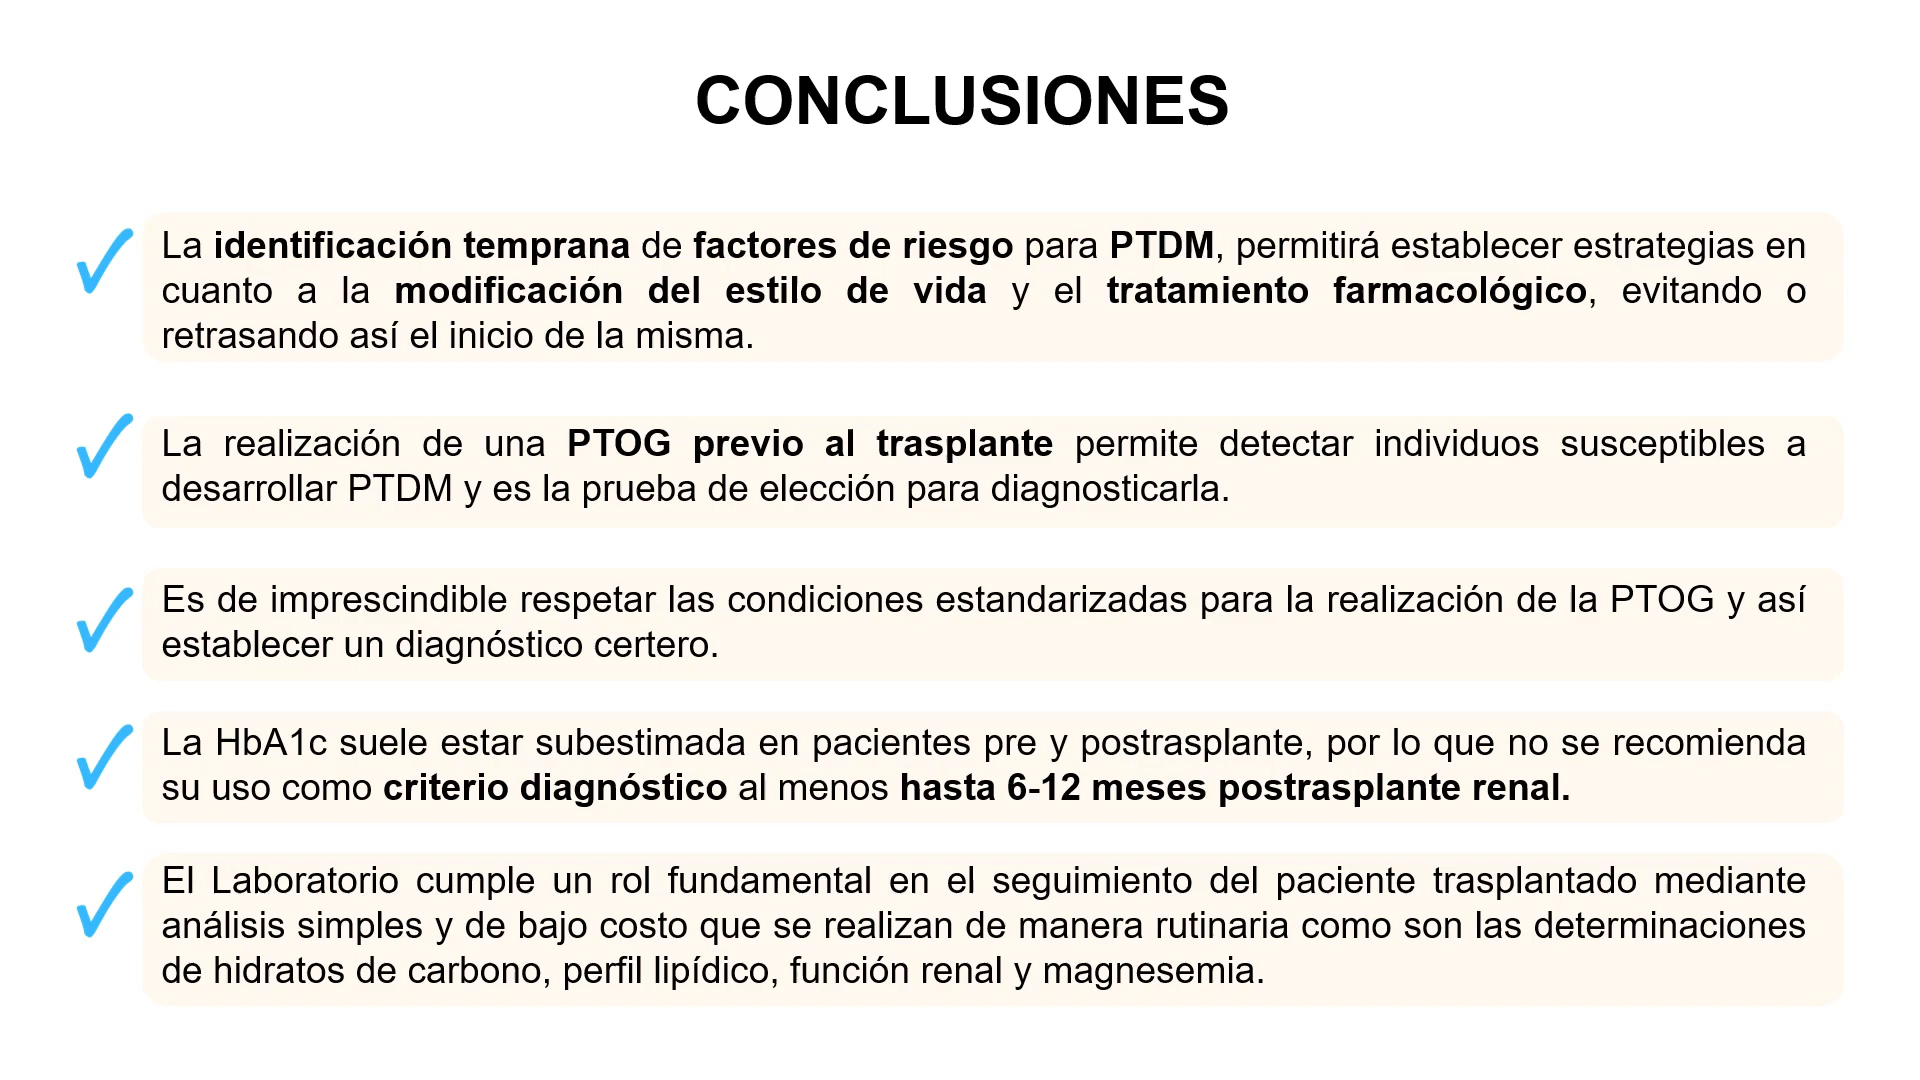 CONCLUSIONES
La identificación temprana de factores de riesgo para PTDM, permitirá establecer estrategias en
cuanto a la modificación del estilo de vida y el tratamiento farmacológico, evitando o
retrasando así el inicio de la misma.
La realización de una PTOG previo al trasplante permite detectar individuos susceptibles a
desarrollar PTDM y es la prueba de elección para diagnosticarla.
Es de imprescindible respetar las condiciones estandarizadas para la realización de la PTOG y así
establecer un diagnóstico certero.
La HbA1c suele estar subestimada en pacientes pre y postrasplante, por lo que no se recomienda
su uso como criterio diagnóstico al menos hasta 6-12 meses postrasplante renal.
El Laboratorio cumple un rol fundamental en el seguimiento del paciente trasplantado mediante
análisis simples y de bajo costo que se realizan de manera rutinaria como son las determinaciones
de hidratos de carbono, perfil lipídico, función renal y magnesemia.